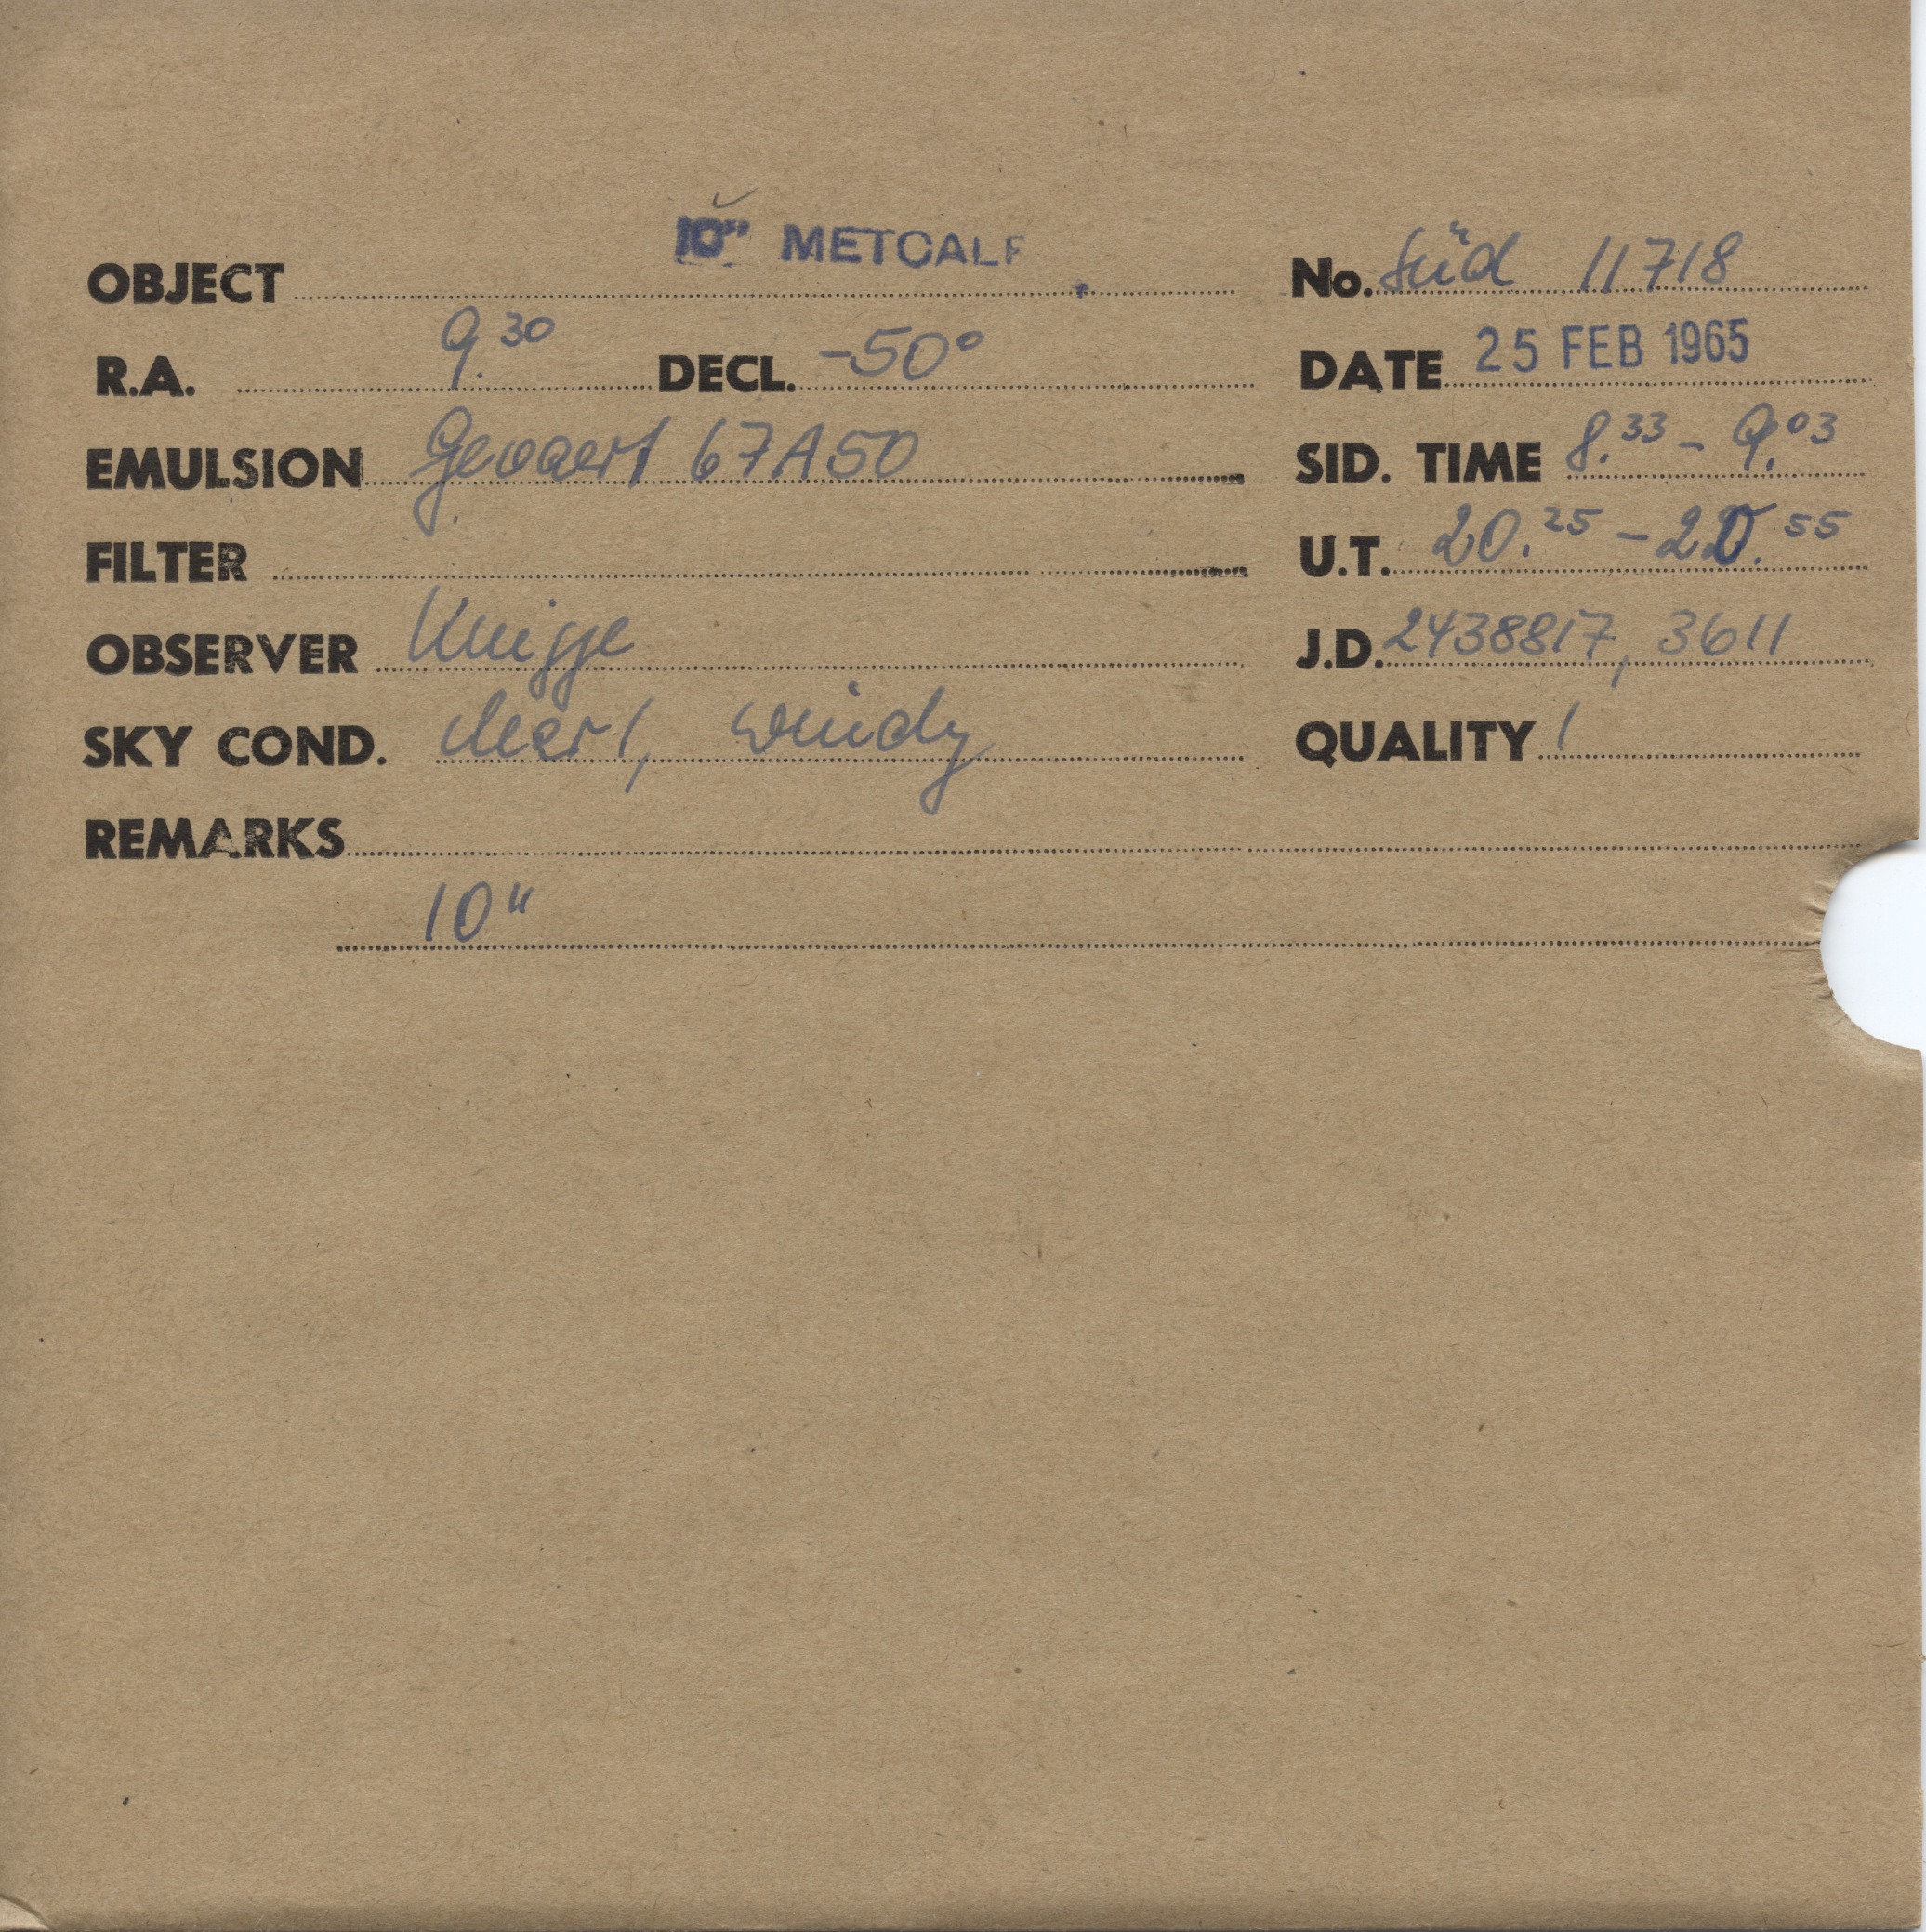 10" METCALF
OBJECT No. Süd 11718
R.A. 9.30 DECL. -50° DATE 25 FEB 1965
EMULSION Gevaert 67A50 SID. TIME 8.33 - 9.03
FILTER U.T. 20.25 - 20.55
OBSERVER Knigge J.D. 2438817,3611
SKY COND. windy QUALITY 1
REMARKS
10"